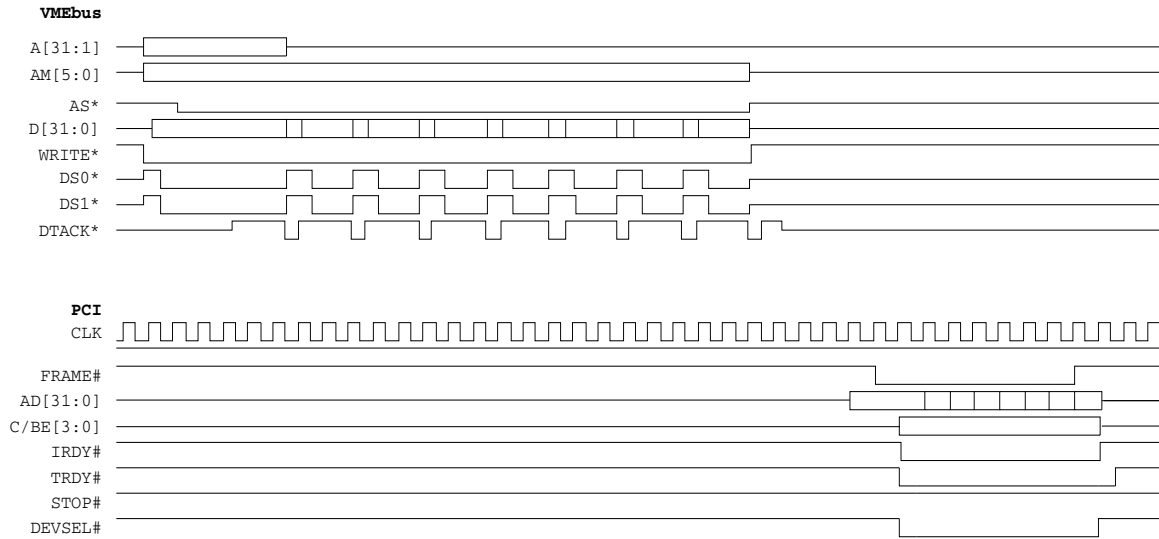 VMEbus
A[31:1]
AM[5:0]
AS*
D[31:0]
WRITE*
DS0*
DS1*
DTACK*
PCI
CLK
FRAME#
AD[31:0]
C/BE[3:0]
IRDY#
TRDY#
STOP#
DEVSEL#